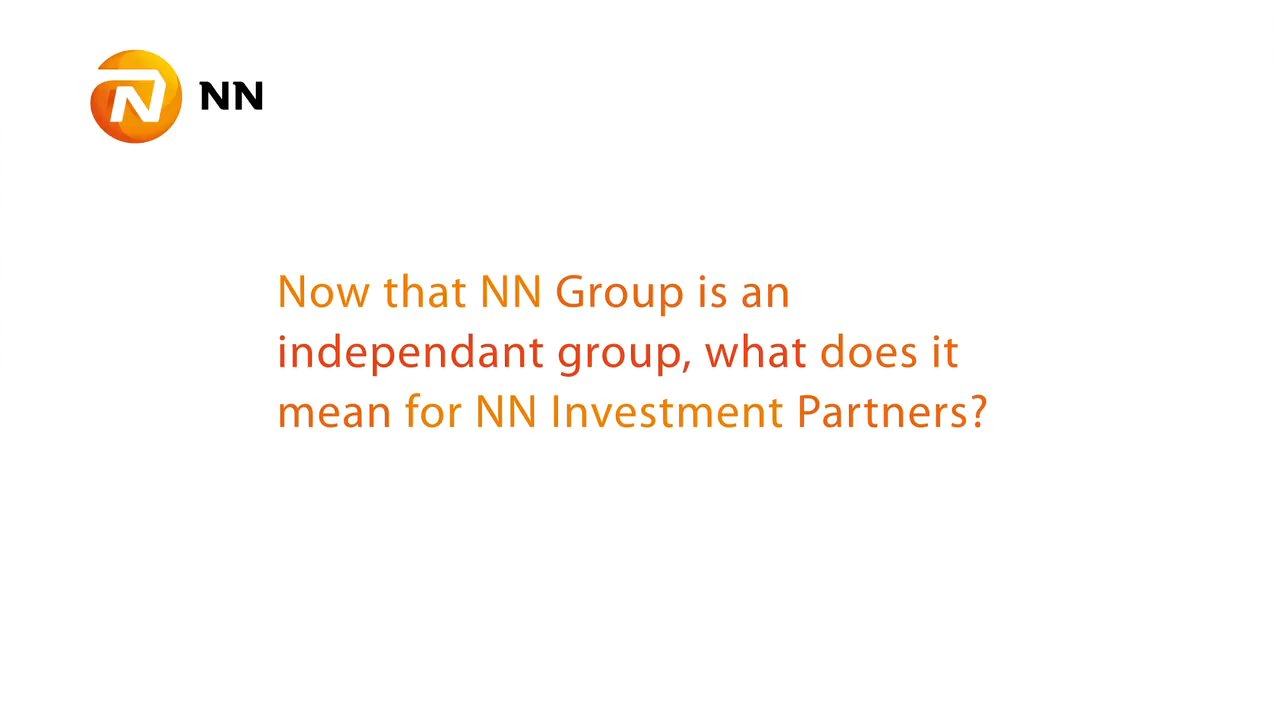 NN
Now that NN Group is an
independant group, what does it
mean for NN Investment Partners?